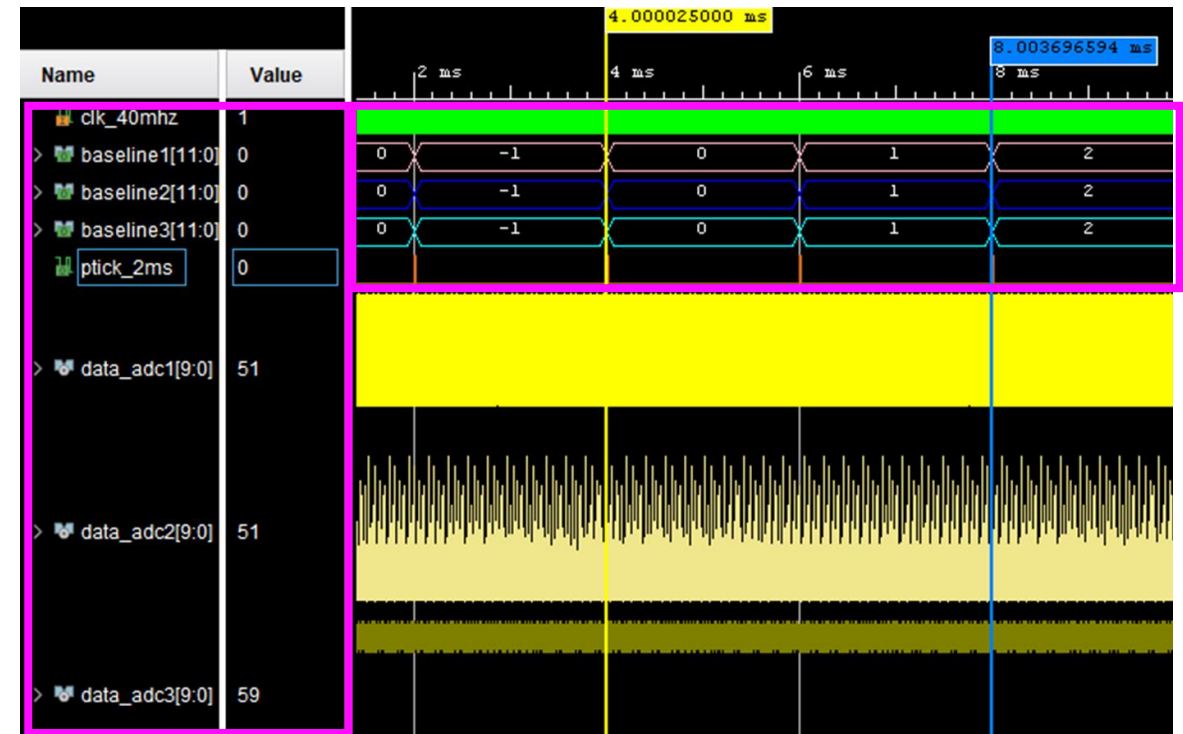 4.000025000 ms
8.003696594 ms
Name Value 2 ms 4 ms 6 ms 8 ms
clk_40mhz 1
baseline1[11:0] 0 0 -1 0 1 2
baseline2[11:0] 0 0 -1 0 1 2
baseline3[11:0] 0 0 -1 0 1 2
ptick_2ms 0
data_adc1[9:0] 51
data_adc2[9:0] 51
data_adc3[9:0] 59